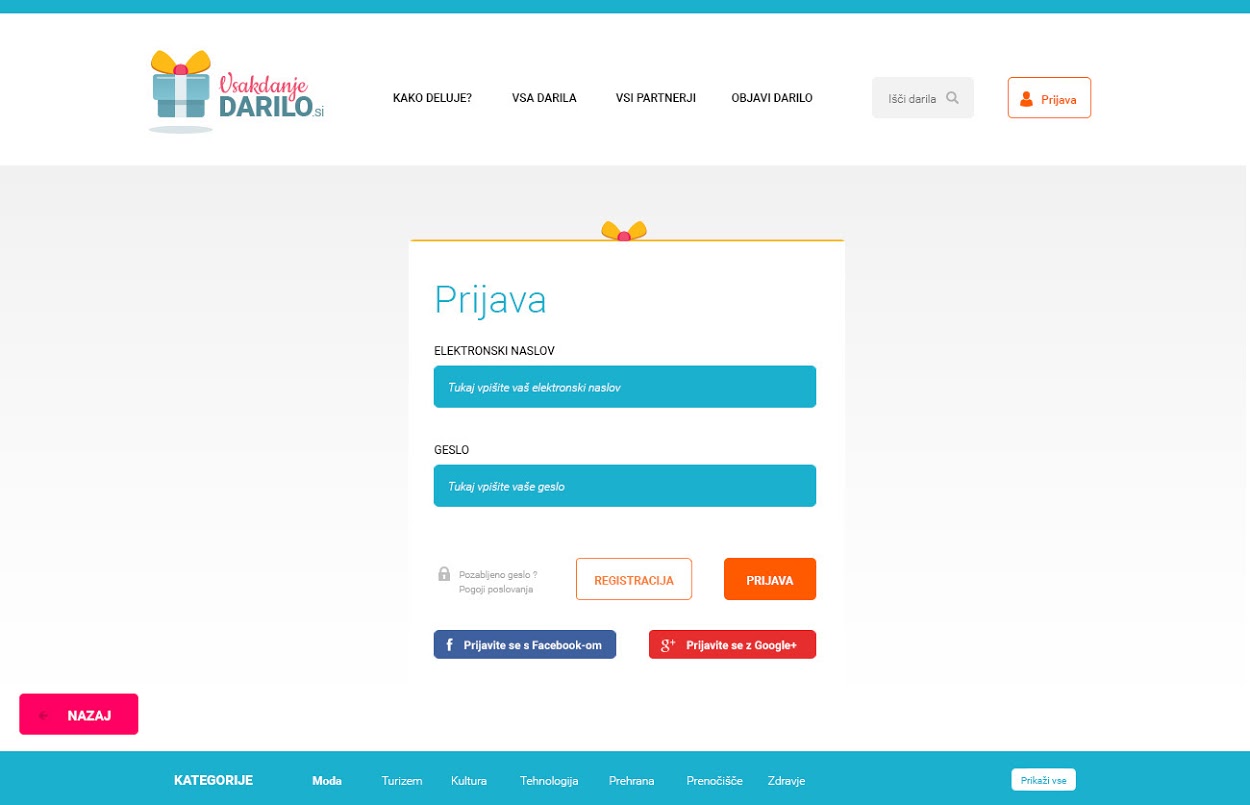 Vsakdanje
DARILO.si
KAKO DELUJE?
VSA DARILA
VSI PARTNERJI
OBJAVI DARILO
Išči darila
Prijava
Prijava
ELEKTRONSKI NASLOV
Tukaj vpišite vaš elektronski naslov
GESLO
Tukaj vpišite vaše geslo
Pozabljeno geslo ?
Pogoji poslovanja
REGISTRACIJA
PRIJAVA
f Prijavite se s Facebook-om
g+ Prijavite se z Google+
NAZAJ
KATEGORIJE
Moda
Turizem
Kultura
Tehnologija
Prehrana
Prenočišče
Zdravje
Prikaži vse